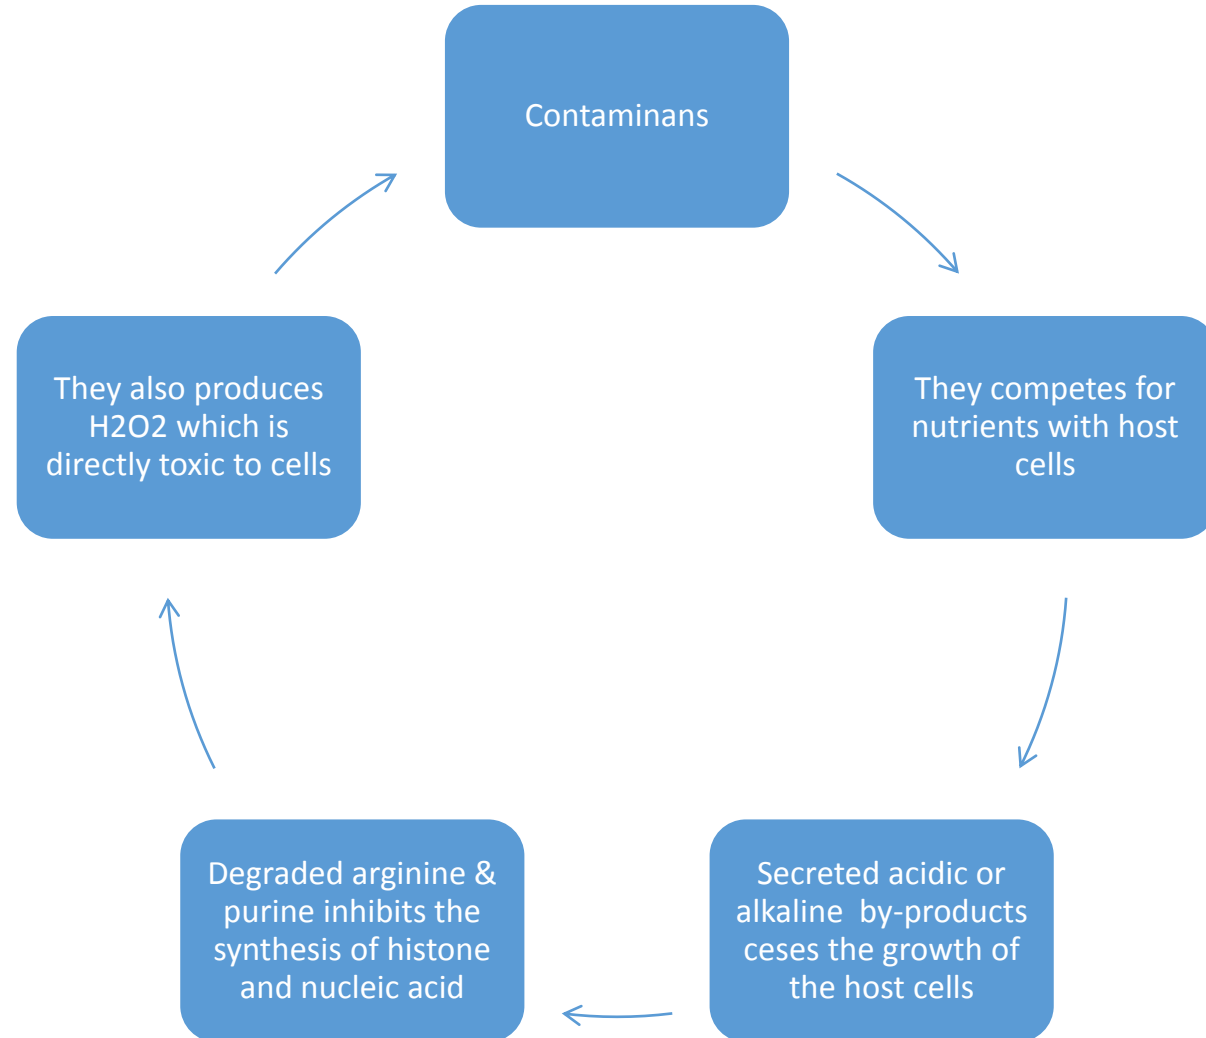 Contaminans
They competes for
nutrients with host
cells
Secreted acidic or
alkaline  by-products
ceses the growth of
the host cells
Degraded arginine &
purine inhibits the
synthesis of histone
and nucleic acid
They also produces
H2O2 which is
directly toxic to cells